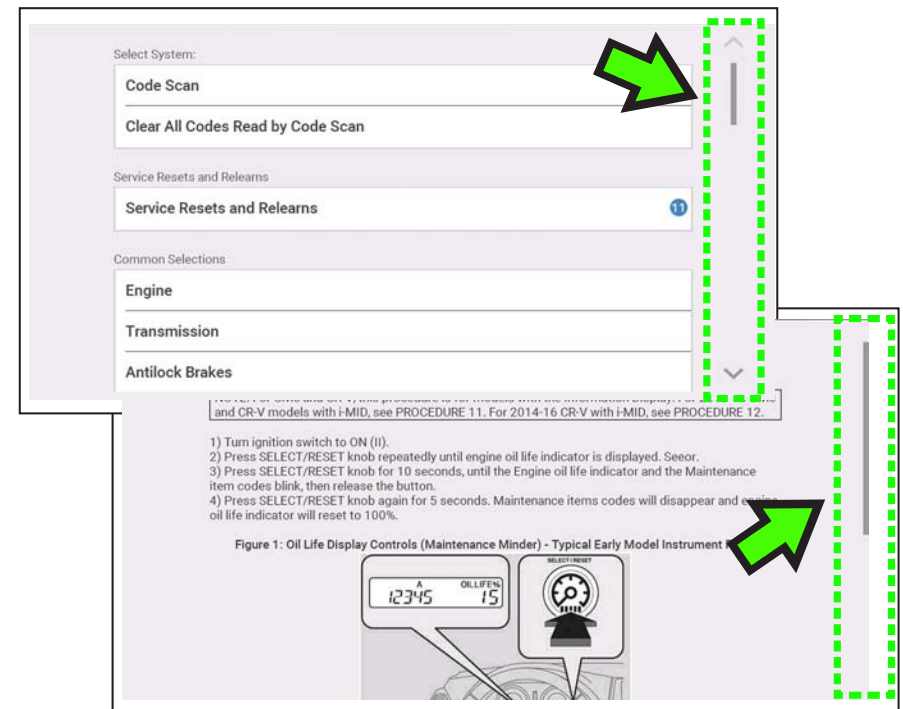 Select System:
Code Scan
Clear All Codes Read by Code Scan
Service Resets and Relearns
Service Resets and Relearns
11
Common Selections
Engine
Transmission
Antilock Brakes
and CR-V models with i-MID, see PROCEDURE 11. For 2014-16 CR-V with i-MID, see PROCEDURE 12.
1) Turn ignition switch to ON (II).
2) Press SELECT/RESET knob repeatedly until engine oil life indicator is displayed. Seeor.
3) Press SELECT/RESET knob for 10 seconds, until the Engine oil life indicator and the Maintenance
item codes blink, then release the button.
4) Press SELECT/RESET knob again for 5 seconds. Maintenance items codes will disappear and engine
oil life indicator will reset to 100%.
Figure 1: Oil Life Display Controls (Maintenance Minder) - Typical Early Model Instrument
SELECT / RESET
A OIL LIFE%
12345 15